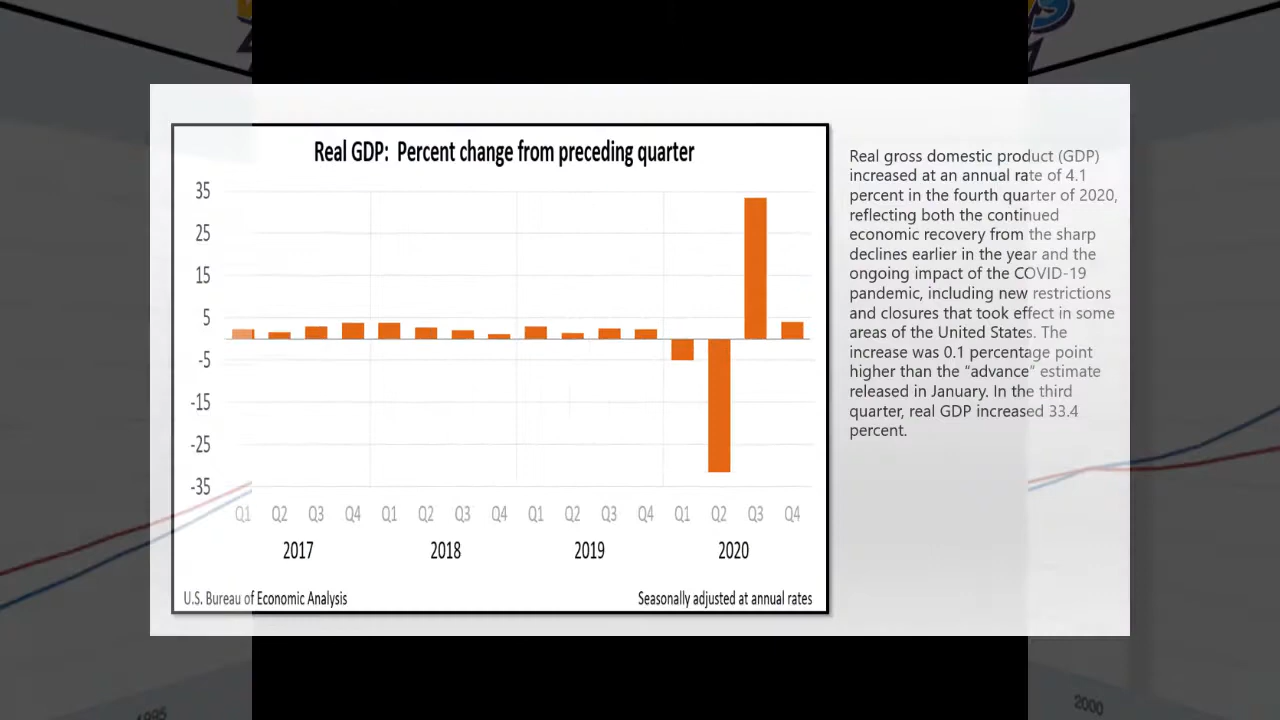 Real GDP: Percent change from preceding quarter
35
25
15
5
-5
-15
-25
-35
Q1 Q2 Q3 Q4 Q1 Q2 Q3 Q4 Q1 Q2 Q3 Q4 Q1 Q2 Q3 Q4
2017 2018 2019 2020
U.S. Bureau of Economic Analysis Seasonally adjusted at annual rates
Real gross domestic product (GDP)
increased at an annual rate of 4.1
percent in the fourth quarter of 2020,
reflecting both the continued
economic recovery from the sharp
declines earlier in the year and the
ongoing impact of the COVID-19
pandemic, including new restrictions
and closures that took effect in some
areas of the United States. The
increase was 0.1 percentage point
higher than the "advance" estimate
released in January. In the third
quarter, real GDP increased 33.4
percent.
1995 2000